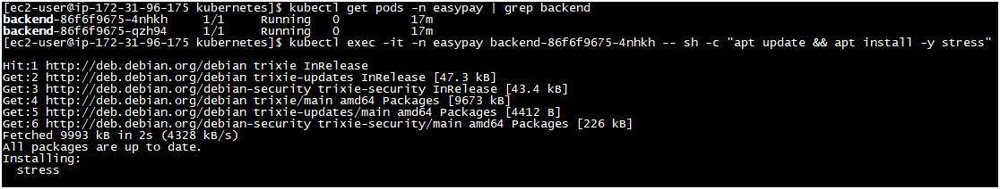 [ec2-user@ip-172-31-96-175 kubernetes]$ kubectl get pods -n easypay | grep backend
backend-86f6f9675-4nhkh   1/1     Running   0          17m
backend-86f6f9675-qzh94   1/1     Running   0          17m
[ec2-user@ip-172-31-96-175 kubernetes]$ kubectl exec -it -n easypay backend-86f6f9675-4nhkh -- sh -c "apt update && apt install -y stress"
Hit:1 http://deb.debian.org/debian trixie InRelease
Get:2 http://deb.debian.org/debian trixie-updates InRelease [47.3 kB]
Get:3 http://deb.debian.org/debian-security trixie-security InRelease [43.4 kB]
Get:4 http://deb.debian.org/debian trixie/main amd64 Packages [9673 kB]
Get:5 http://deb.debian.org/debian trixie-updates/main amd64 Packages [4412 B]
Get:6 http://deb.debian.org/debian-security trixie-security/main amd64 Packages [226 kB]
Fetched 9993 kB in 2s (4328 kB/s)
All packages are up to date.
Installing:
  stress